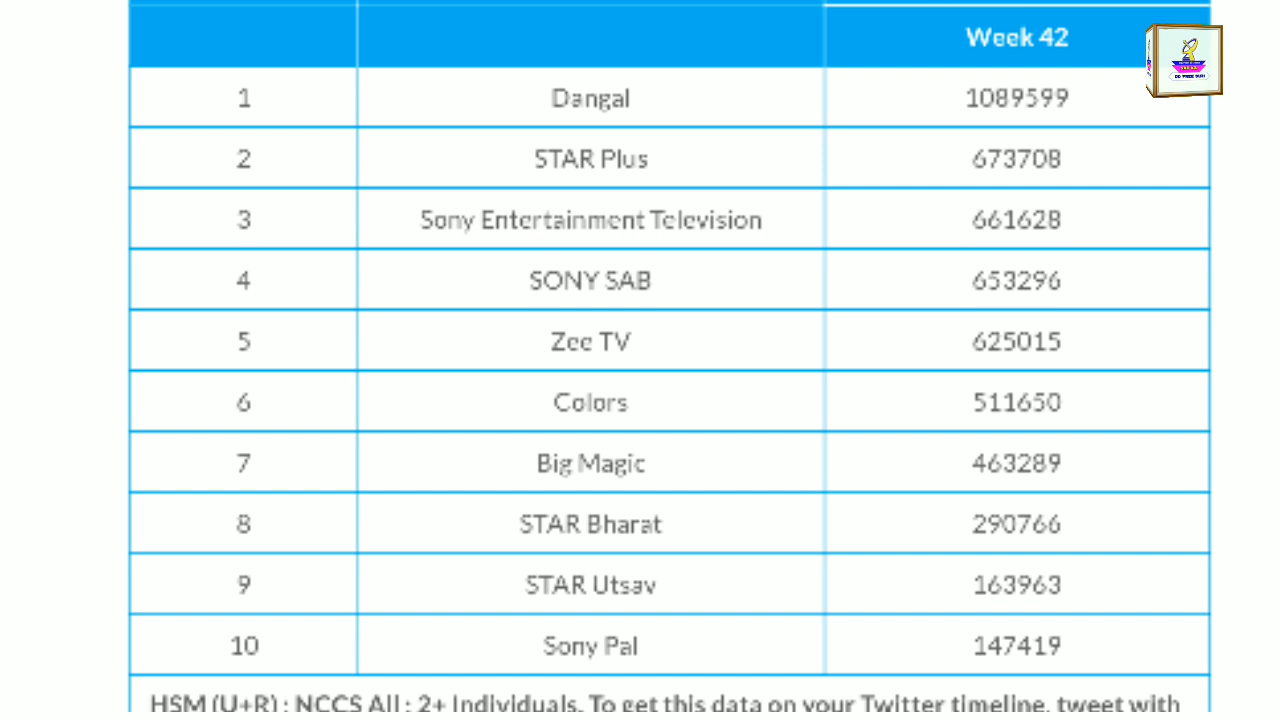 Week 42
1 Dangal 1089599
2 STAR Plus 673708
3 Sony Entertainment Television 661628
4 SONY SAB 653296
5 Zee TV 625015
6 Colors 511650
7 Big Magic 463289
8 STAR Bharat 290766
9 STAR Utsav 163963
10 Sony Pal 147419
HSM (U+R) : NCCS All : 2+ Individuals. To get this data on your Twitter timeline, tweet with